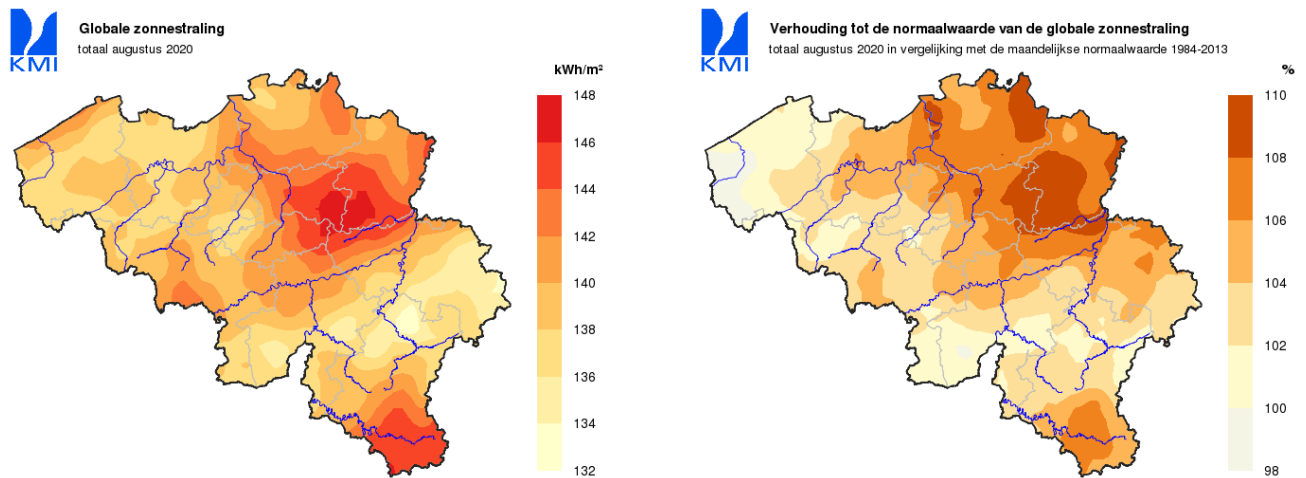 Globale zonnestraling
totaal augustus 2020
KMI
kWh/m²
148
146
144
142
140
138
136
134
132
Verhouding tot de normaalwaarde van de globale zonnestraling
totaal augustus 2020 in vergelijking met de maandelijkse normaalwaarde 1984-2013
KMI
%
110
108
106
104
102
100
98